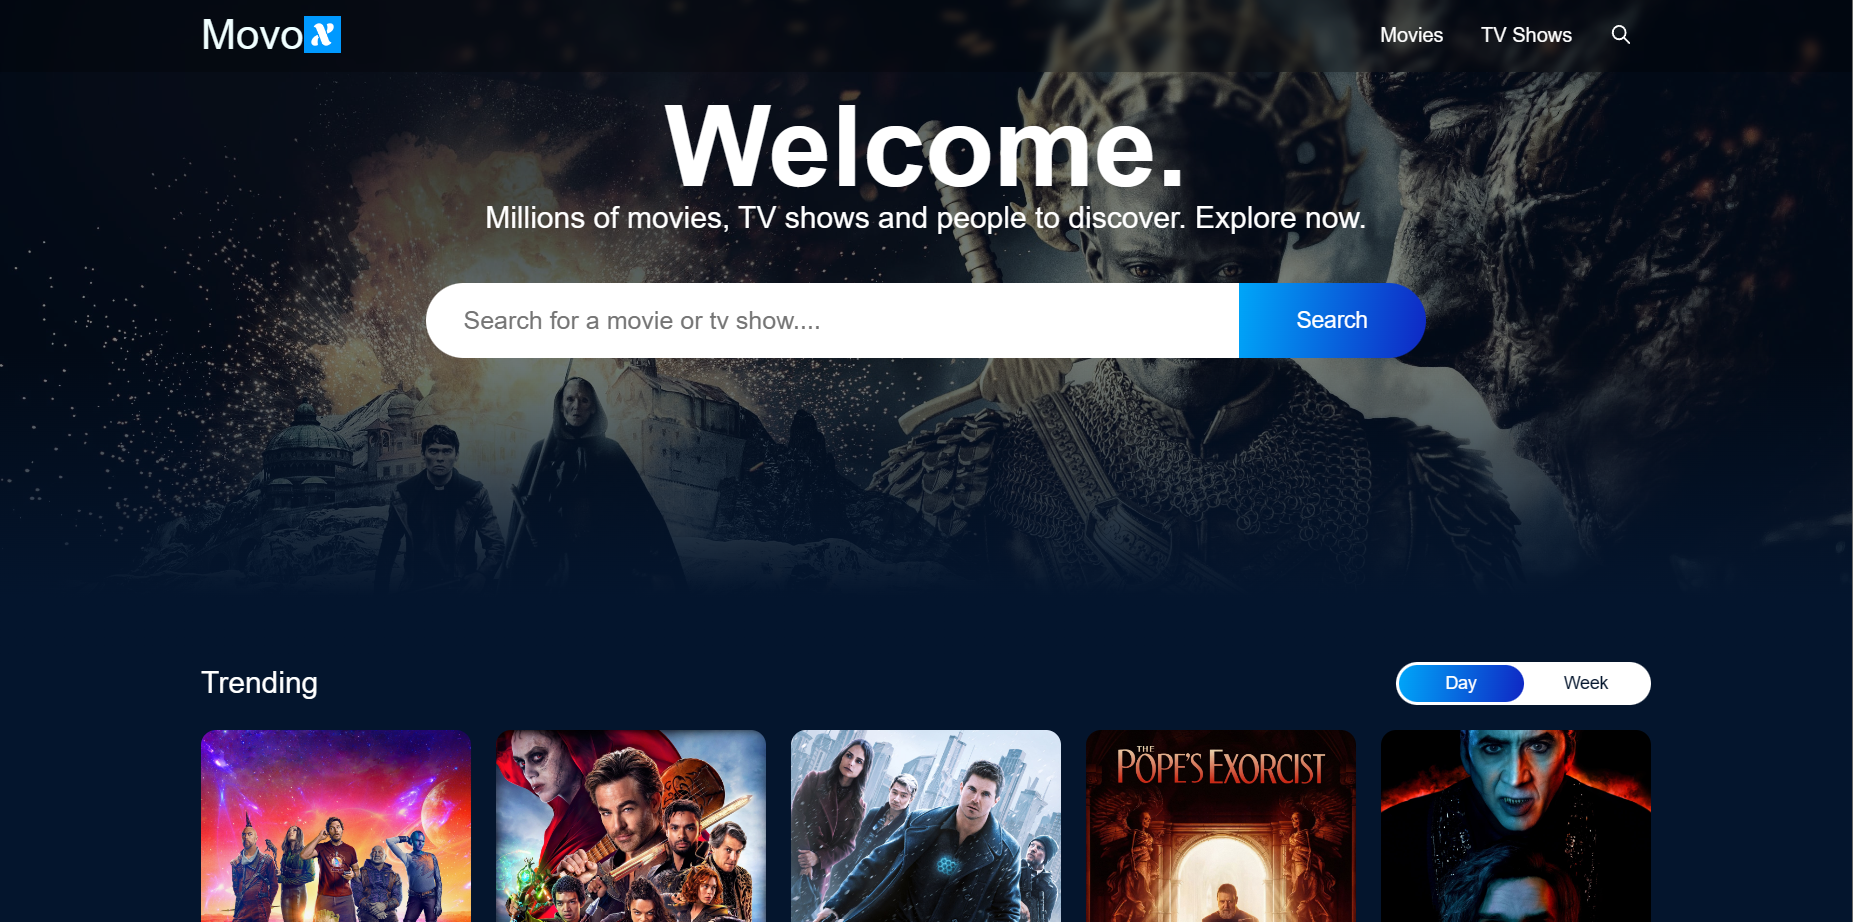 Movox
Movies
TV Shows
Welcome.
Millions of movies, TV shows and people to discover. Explore now.
Search for a movie or tv show....
Search
Trending
Day
Week
THE
POPE'S EXORCIST